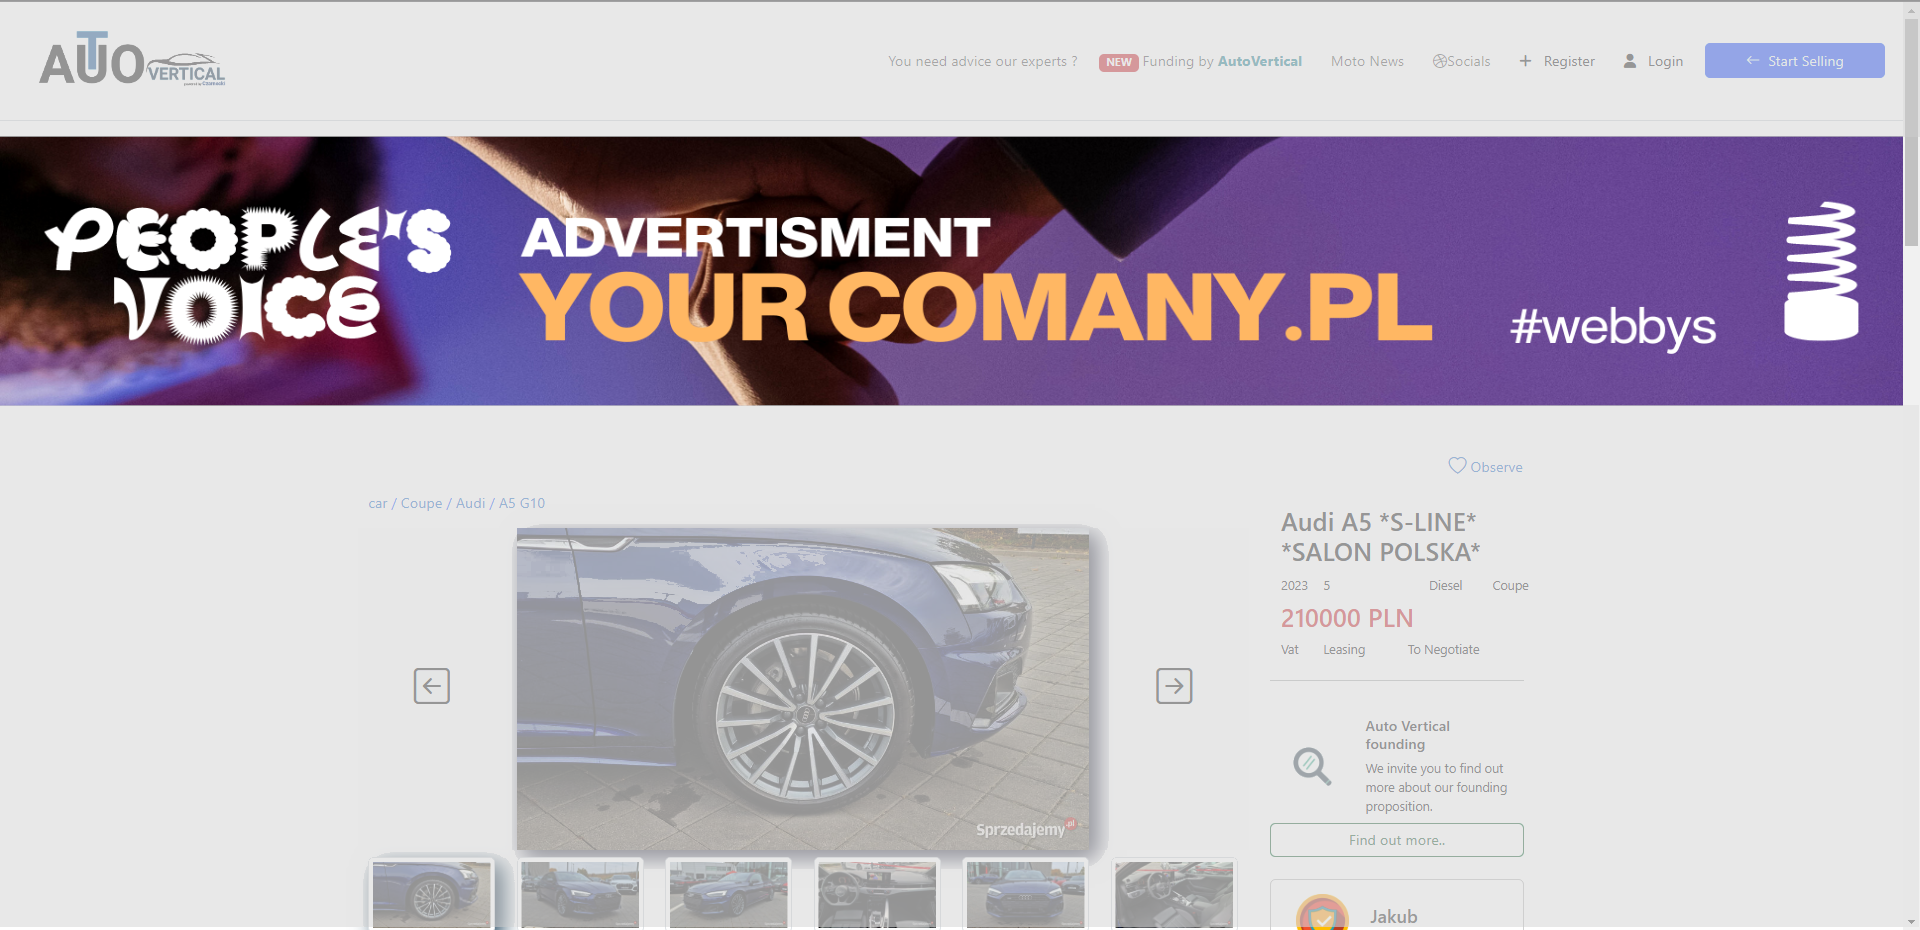 AUTO VERTICAL
You need advice our experts ?
NEW Funding by AutoVertical
Moto News
Socials
Register
Login
Start Selling
PEOPLE'S
VOICE
ADVERTISMENT
YOUR COMANY.PL
#webbys
Observe
car / Coupe / Audi / A5 G10
Audi A5 *S-LINE*
*SALON POLSKA*
2023 5 Diesel Coupe
210000 PLN
Vat Leasing To Negotiate
Auto Vertical
founding
We invite you to find out
more about our founding
proposition.
Find out more..
Sprzedajemy.pl
Jakub